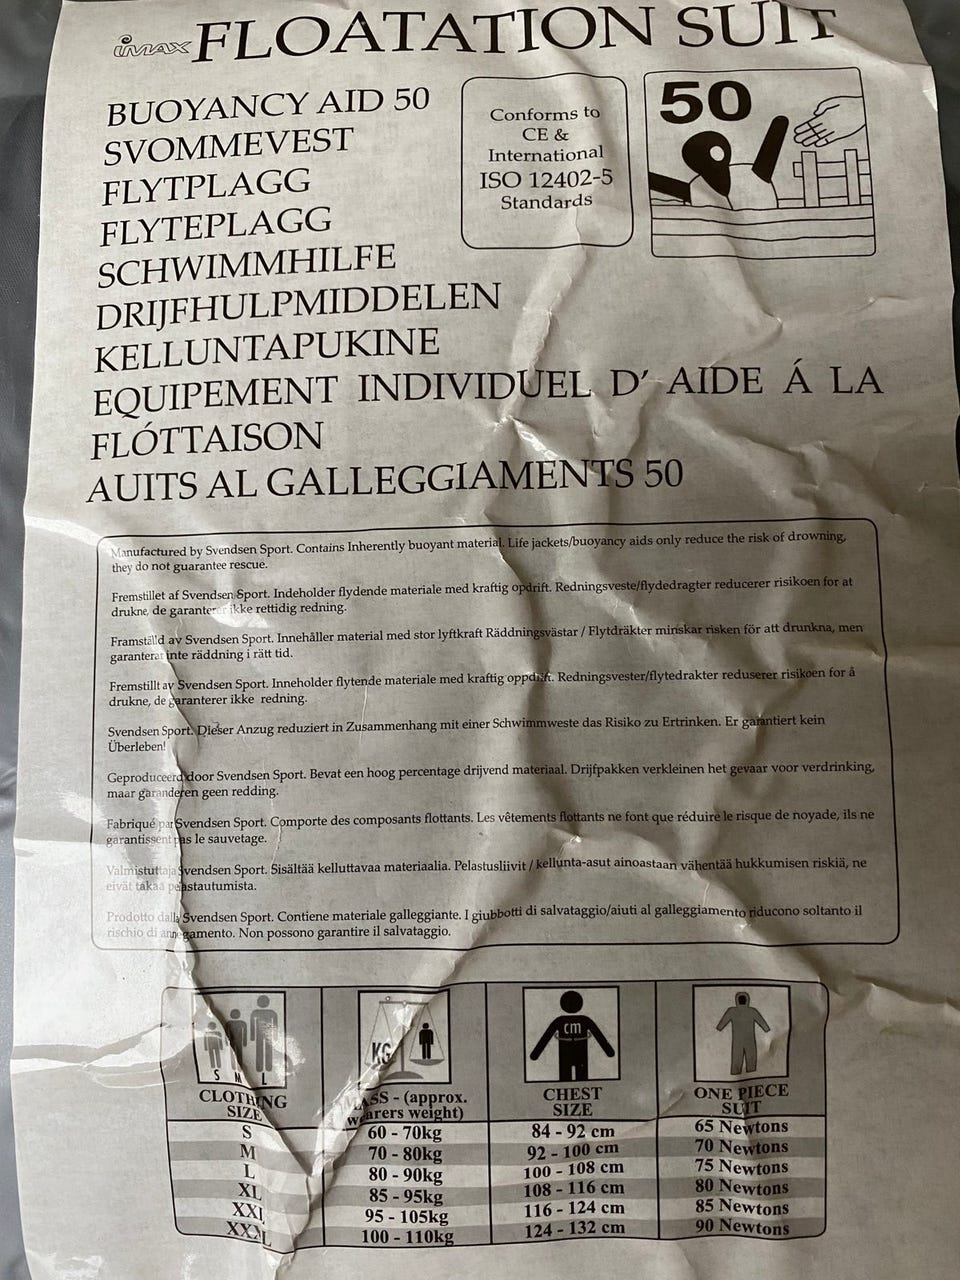 imax FLOATATION SUIT
BUOYANCY AID 50
SVOMMEVEST
FLYTPLAGG
FLYTEPLAGG
SCHWIMMHILFE
DRIJFHULPMIDDELEN
KELLUNTAPUKINE
EQUIPEMENT INDIVIDUEL D' AIDE Á LA
FLÓTTAISON
AUITS AL GALLEGGIAMENTS 50
Conforms to
CE &
International
ISO 12402-5
Standards
50
Manufactured by Svendsen Sport. Contains Inherently buoyant material. Life jackets/buoyancy aids only reduce the risk of drowning,
they do not guarantee rescue.
Fremstillet af Svendsen Sport. Indeholder flydende materiale med kraftig opdrift. Redningsveste/flydedragter reducerer risikoen for at
drukne, de garanterer ikke rettidig redning.
Framställd av Svendsen Sport. Innehåller material med stor lyftkraft Räddningsvästar / Flytdräkter minskar risken för att drunkna, men
garanterar inte räddning i rätt tid.
Fremstillt av Svendsen Sport. Inneholder flytende materiale med kraftig oppdrift. Redningsvester/flytedrakter reduserer risikoen for å
drukne, de garanterer ikke redning.
Svendsen Sport. Dieser Anzug reduziert in Zusammenhang mit einer Schwimmweste das Risiko zu Ertrinken. Er garantiert kein
Überleben!
Geproduceerd door Svendsen Sport. Bevat een hoog percentage drijvend materiaal. Drijfpakken verkleinen het gevaar voor verdrinking,
maar garanderen geen redding.
Fabriqué par Svendsen Sport. Comporte des composants flottants. Les vêtements flottants ne font que réduire le risque de noyade, ils ne
garantissent pas le sauvetage.
Valmistuttaja Svendsen Sport. Sisältää kelluttavaa materiaalia. Pelastusliivit / kellunta-asut ainoastaan vähentää hukkumisen riskiä, ne
eivät takaa pelastautumista.
Prodotto dalla Svendsen Sport. Contiene materiale galleggiante. I giubbotti di salvataggio/aiuti al galleggiamento riducono soltanto il
rischio di annegamento. Non possono garantire il salvataggio.
S M L
KG
cm
CLOTHING SIZE
MASS - (approx. wearers weight)
CHEST SIZE
ONE PIECE SUIT
S 60 - 70kg 84 - 92 cm 65 Newtons
M 70 - 80kg 92 - 100 cm 70 Newtons
L 80 - 90kg 100 - 108 cm 75 Newtons
XL 85 - 95kg 108 - 116 cm 80 Newtons
XXL 95 - 105kg 116 - 124 cm 85 Newtons
XXXL 100 - 110kg 124 - 132 cm 90 Newtons